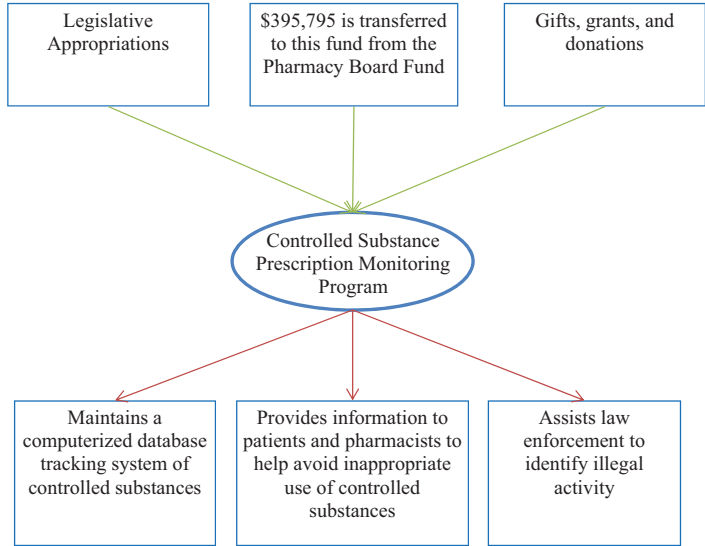 Legislative
Appropriations
$395,795 is transferred
to this fund from the
Pharmacy Board Fund
Gifts, grants, and
donations
Controlled Substance
Prescription Monitoring
Program
Maintains a
computerized database
tracking system of
controlled substances
Provides information to
patients and pharmacists to
help avoid inappropriate
use of controlled
substances
Assists law
enforcement to
identify illegal
activity